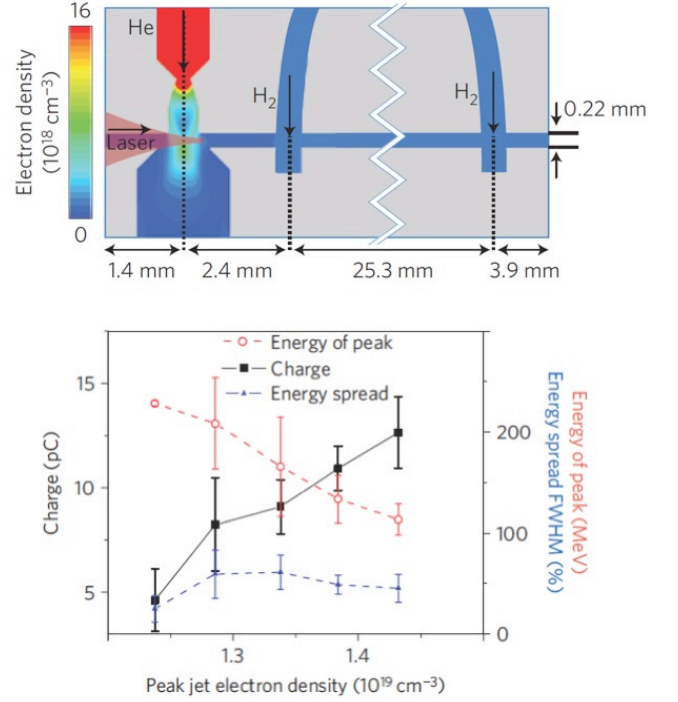 16
He
H₂
H₂
0.22 mm
Laser
Electron density
(10¹⁸ cm⁻³)
0
1.4 mm
2.4 mm
25.3 mm
3.9 mm
Energy of peak
Charge
Energy spread
15
10
5
Charge (pC)
200
100
0
Energy of peak (MeV)
Energy spread FWHM (%)
1.3
1.4
Peak jet electron density (10¹⁹ cm⁻³)